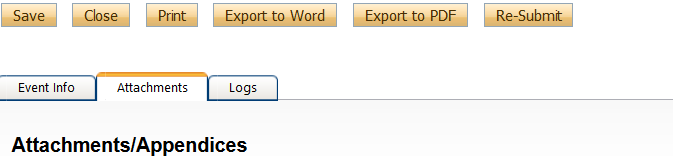 Save Close Print Export to Word Export to PDF Re-Submit
Event Info Attachments Logs
Attachments/Appendices